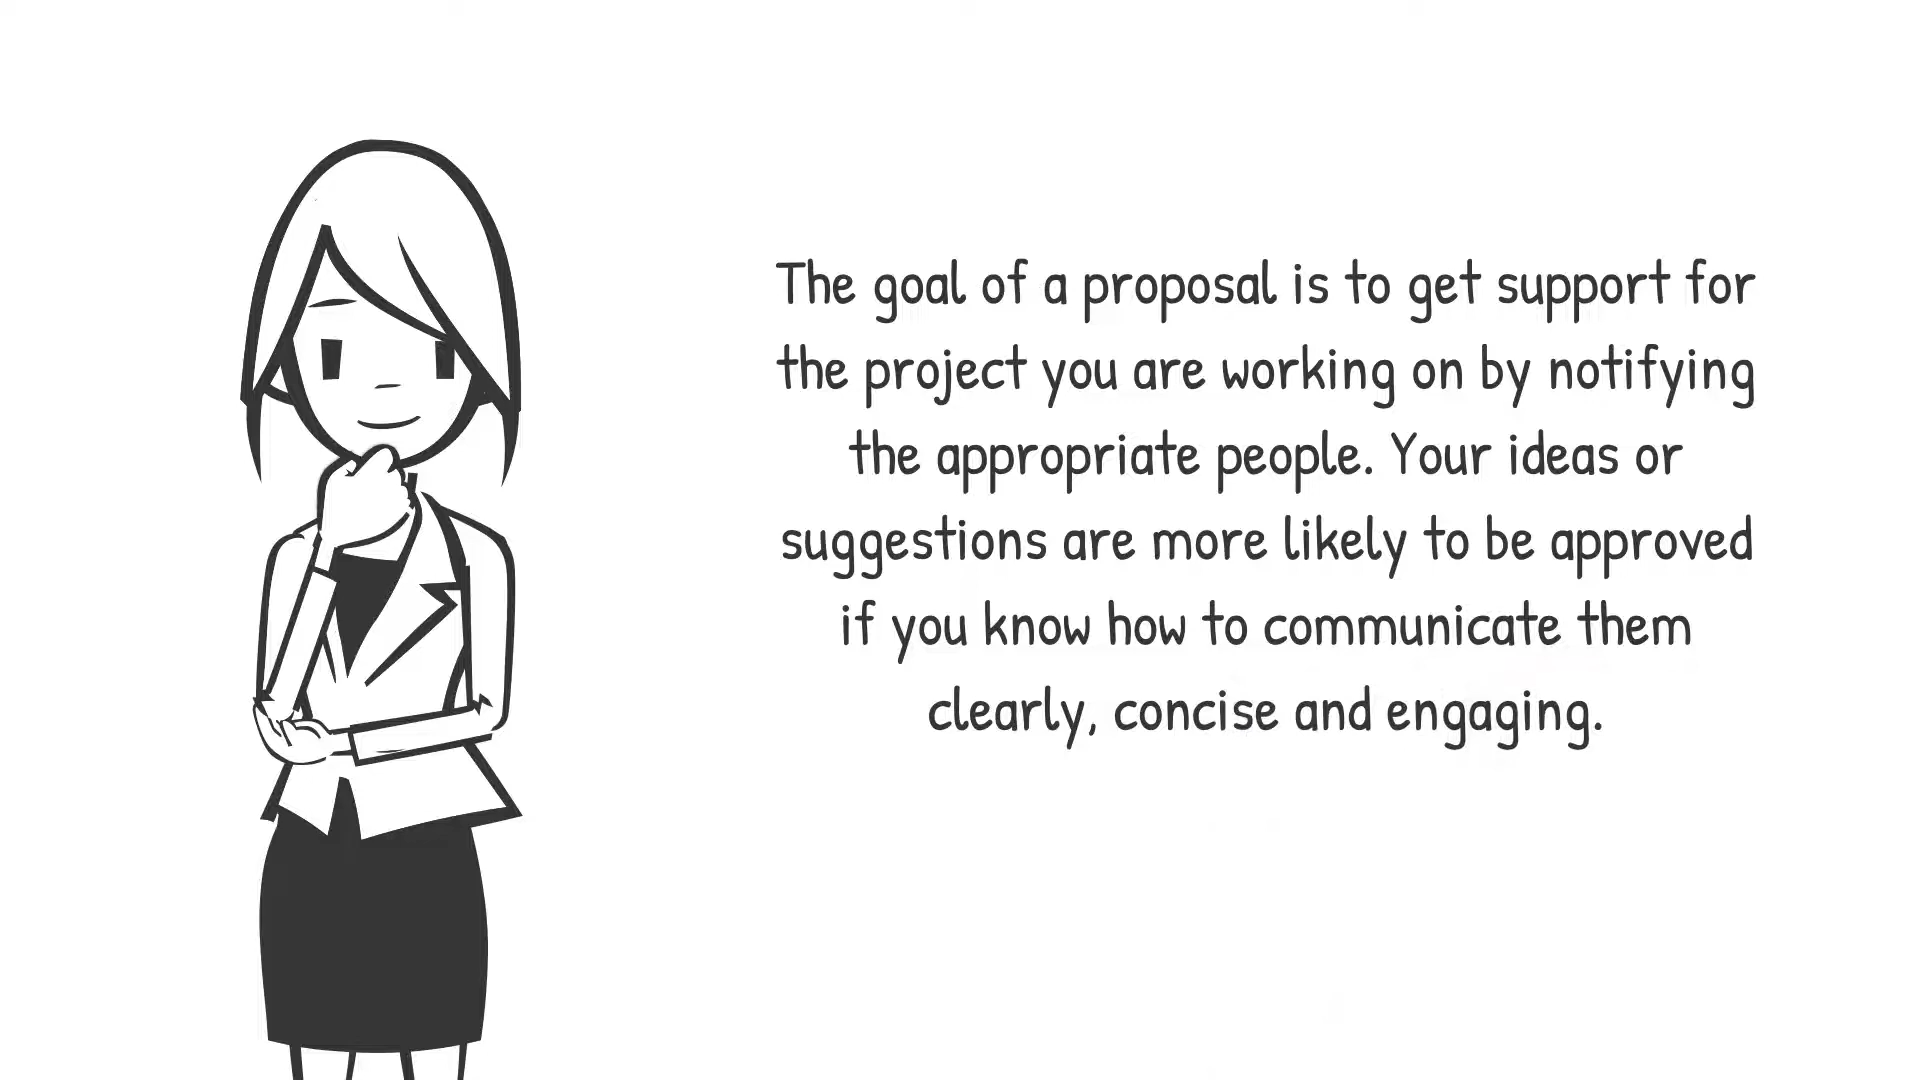 The goal of a proposal is to get support for
the project you are working on by notifying
the appropriate people. Your ideas or
suggestions are more likely to be approved
if you know how to communicate them
clearly, concise and engaging.